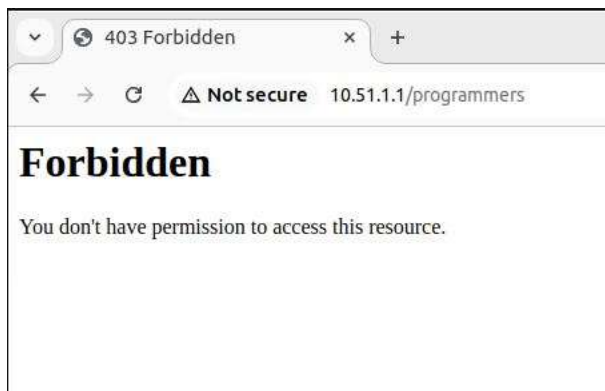 403 Forbidden
Not secure 10.51.1.1/programmers
Forbidden
You don't have permission to access this resource.